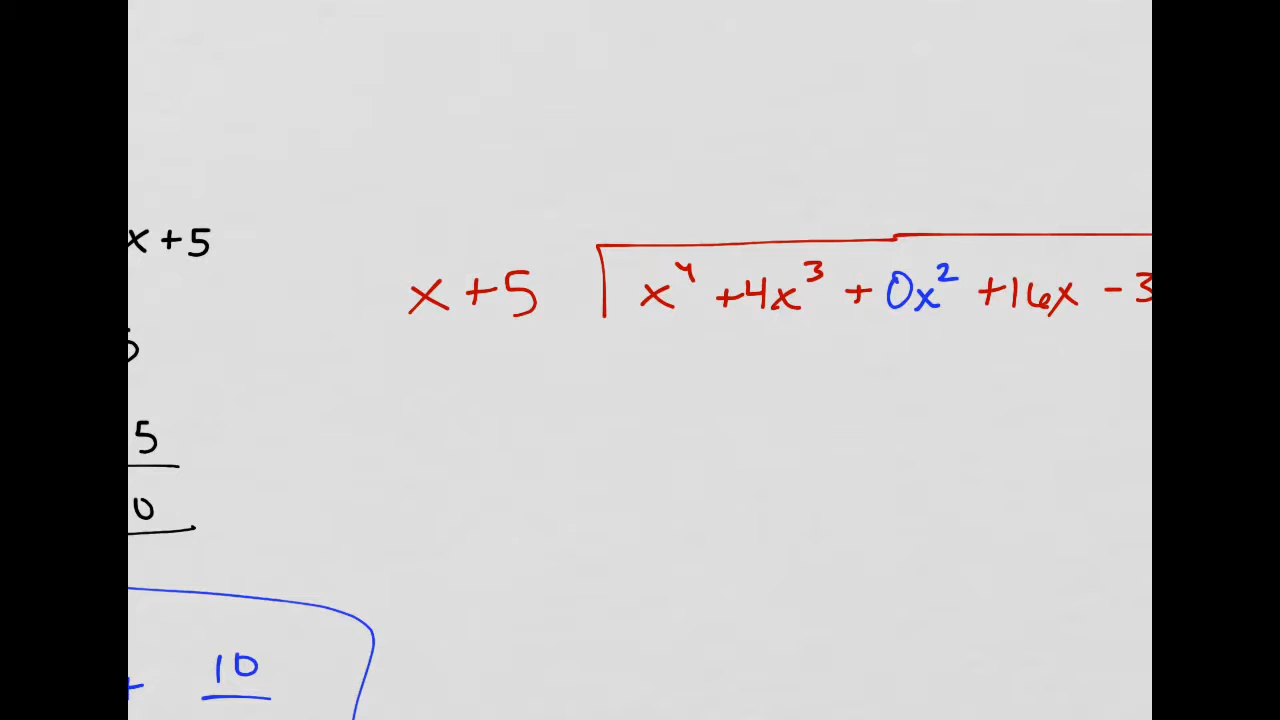 x + 5
x + 5 x⁴ + 4x³ + 0x² + 16x - 3
5
0
+ 10